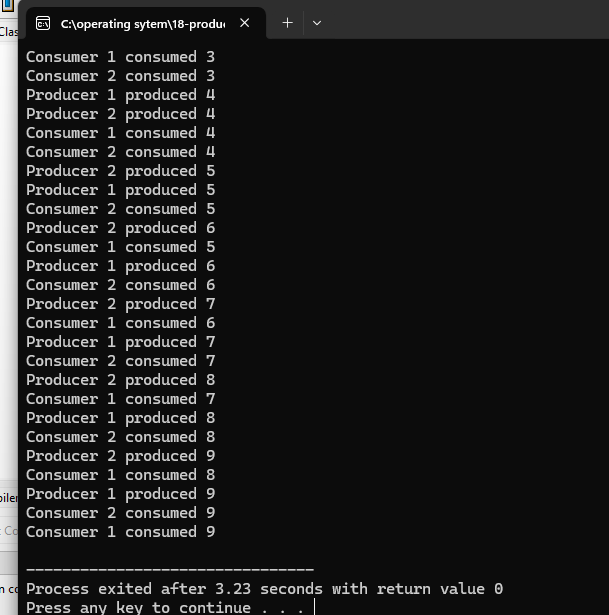 Clas
C:\operating sytem\18-produ
Consumer 1 consumed 3
Consumer 2 consumed 3
Producer 1 produced 4
Producer 2 produced 4
Consumer 1 consumed 4
Consumer 2 consumed 4
Producer 2 produced 5
Producer 1 produced 5
Consumer 2 consumed 5
Producer 2 produced 6
Consumer 1 consumed 5
Producer 1 produced 6
Consumer 2 consumed 6
Producer 2 produced 7
Consumer 1 consumed 6
Producer 1 produced 7
Consumer 2 consumed 7
Producer 2 produced 8
Consumer 1 consumed 7
Producer 1 produced 8
Consumer 2 consumed 8
Producer 2 produced 9
Consumer 1 consumed 8
piler
Producer 1 produced 9
Consumer 2 consumed 9
Co
Consumer 1 consumed 9
--------------------------------
n co
Process exited after 3.23 seconds with return value 0
Press any key to continue . . .